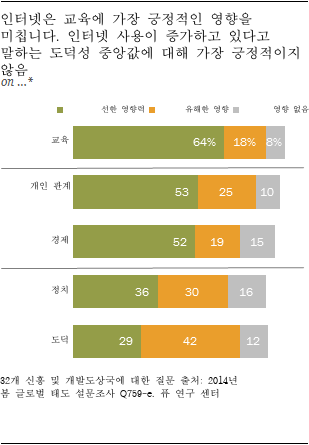 인터넷은 교육에 가장 긍정적인 영향을
미칩니다. 인터넷 사용이 증가하고 있다고
말하는 도덕성 중앙값에 대해 가장 긍정적이지
않음
on ...*
선한 영향력 유해한 영향 영향 없음
교육 64% 18% 8%
개인 관계 53 25 10
경제 52 19 15
정치 36 30 16
도덕 29 42 12
32개 신흥 및 개발도상국에 대한 질문 출처: 2014년
봄 글로벌 태도 설문조사 Q759-e. 퓨 연구 센터